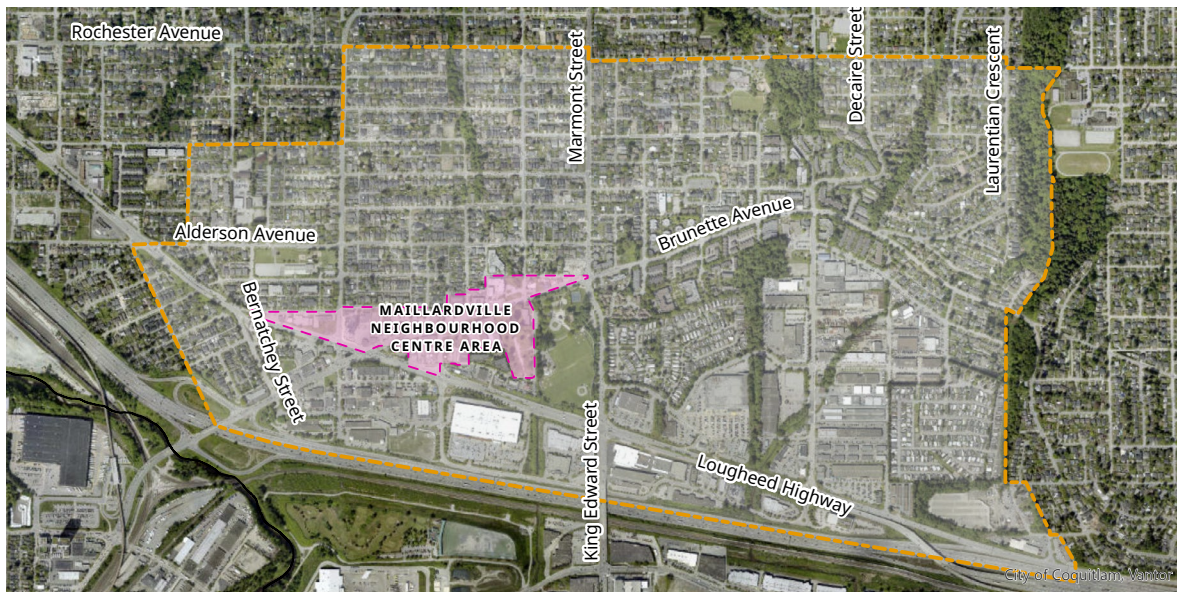 Rochester Avenue
Marmont Street
Decaire Street
Laurentian Crescent
Alderson Avenue
Brunette Avenue
Bernatchey Street
MAILLARDVILLE
NEIGHBOURHOOD
CENTRE AREA
King Edward Street
Lougheed Highway
City of Coquitlam, Vantor